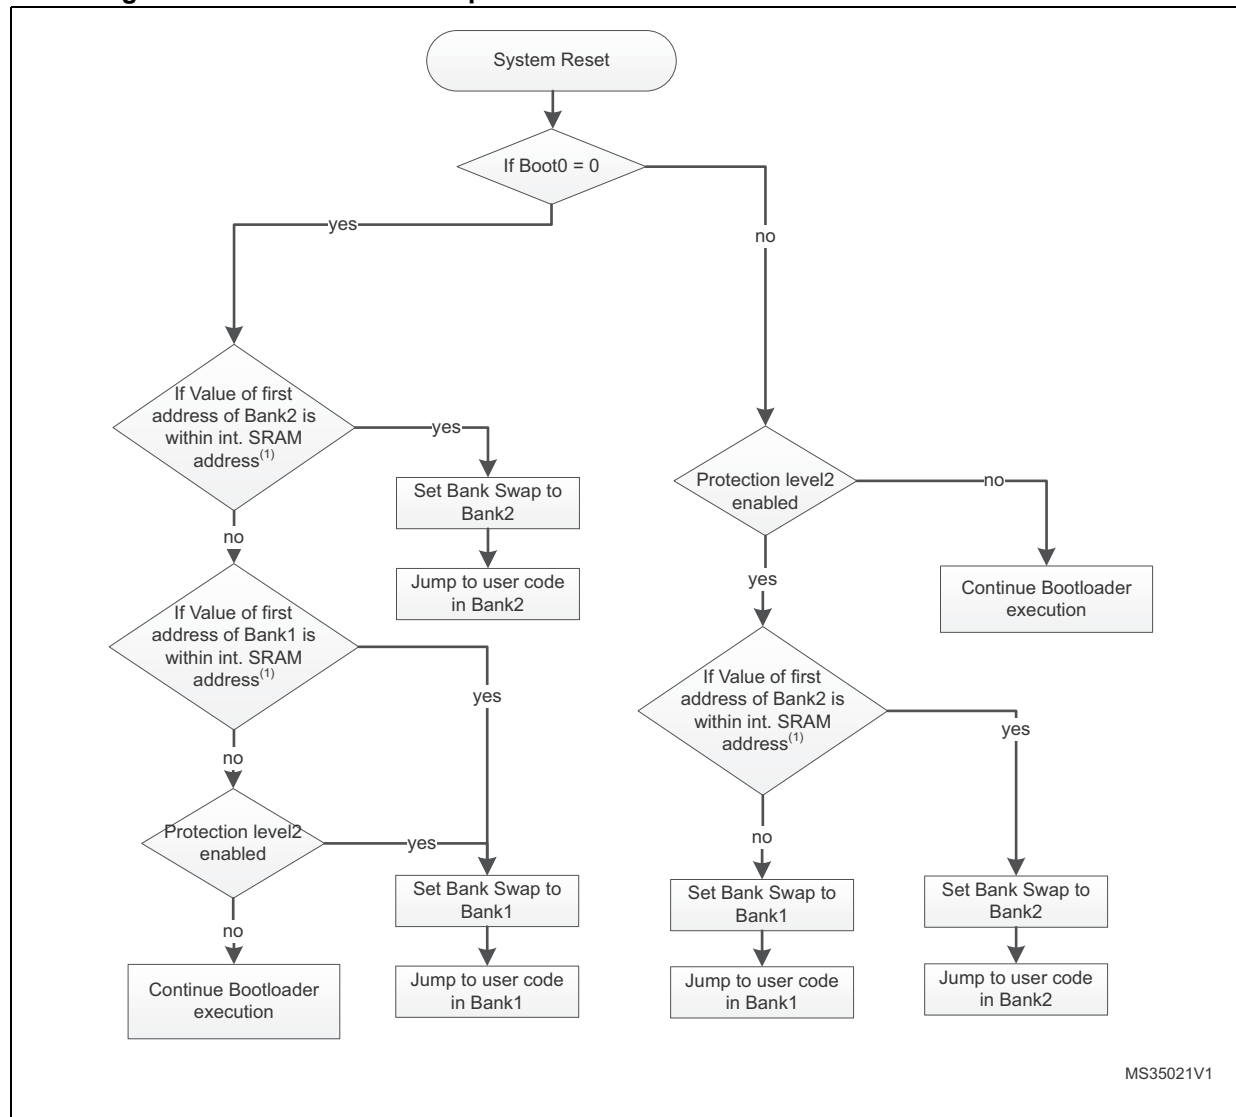 System Reset
If Boot0 = 0
yes
no
If Value of first
address of Bank2 is
within int. SRAM
address(1)
yes
Set Bank Swap to
Bank2
Jump to user code
in Bank2
no
If Value of first
address of Bank1 is
within int. SRAM
address(1)
yes
no
Protection level2
enabled
yes
Set Bank Swap to
Bank1
Jump to user code
in Bank1
no
Continue Bootloader
execution
Protection level2
enabled
no
Continue Bootloader
execution
yes
If Value of first
address of Bank2 is
within int. SRAM
address(1)
yes
no
Set Bank Swap to
Bank1
Jump to user code
in Bank1
Set Bank Swap to
Bank2
Jump to user code
in Bank2
MS35021V1